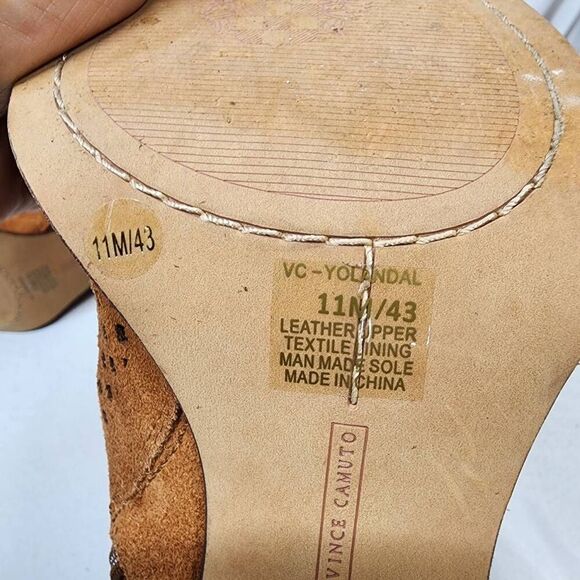 11M/43
VC-YOLANDAL
11M/43
LEATHER UPPER
TEXTILE LINING
MAN MADE SOLE
MADE IN CHINA
VINCE CAMUTO